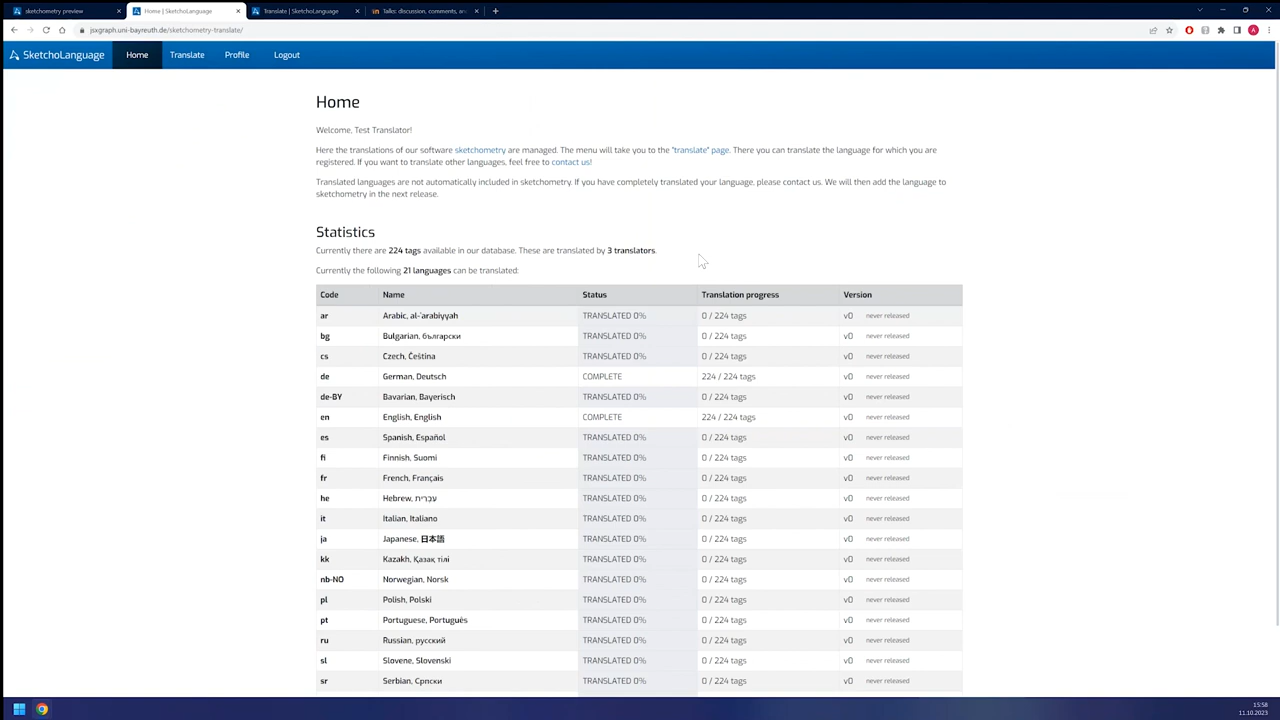 sketchometry preview
Home | SketchoLanguage
Translate | SketchoLanguage
Talks: discussion, comments, an
jsxgraph.uni-bayreuth.de/sketchometry-translate/
A
SketchoLanguage Home Translate Profile Logout
Home
Welcome, Test Translator!
Here the translations of our software sketchometry are managed. The menu will take you to the "translate" page. There you can translate the language for which you are
registered. If you want to translate other languages, feel free to contact us!
Translated languages are not automatically included in sketchometry. If you have completely translated your language, please contact us. We will then add the language to
sketchometry in the next release.
Statistics
Currently there are 224 tags available in our database. These are translated by 3 translators.
Currently the following 21 languages can be translated:
Code Name Status Translation progress Version
ar Arabic, al-ʿarabiyyah TRANSLATED 0% 0 / 224 tags v0 never released
bg Bulgarian, български TRANSLATED 0% 0 / 224 tags v0 never released
cs Czech, Čeština TRANSLATED 0% 0 / 224 tags v0 never released
de German, Deutsch COMPLETE 224 / 224 tags v0 never released
de-BY Bavarian, Bayerisch TRANSLATED 0% 0 / 224 tags v0 never released
en English, English COMPLETE 224 / 224 tags v0 never released
es Spanish, Español TRANSLATED 0% 0 / 224 tags v0 never released
fi Finnish, Suomi TRANSLATED 0% 0 / 224 tags v0 never released
fr French, Français TRANSLATED 0% 0 / 224 tags v0 never released
he Hebrew, עברית TRANSLATED 0% 0 / 224 tags v0 never released
it Italian, Italiano TRANSLATED 0% 0 / 224 tags v0 never released
ja Japanese, 日本語 TRANSLATED 0% 0 / 224 tags v0 never released
kk Kazakh, Қазақ тілі TRANSLATED 0% 0 / 224 tags v0 never released
nb-NO Norwegian, Norsk TRANSLATED 0% 0 / 224 tags v0 never released
pl Polish, Polski TRANSLATED 0% 0 / 224 tags v0 never released
pt Portuguese, Português TRANSLATED 0% 0 / 224 tags v0 never released
ru Russian, русский TRANSLATED 0% 0 / 224 tags v0 never released
sl Slovene, Slovenski TRANSLATED 0% 0 / 224 tags v0 never released
sr Serbian, Српски TRANSLATED 0% 0 / 224 tags v0 never released
15:58
11.10.2023